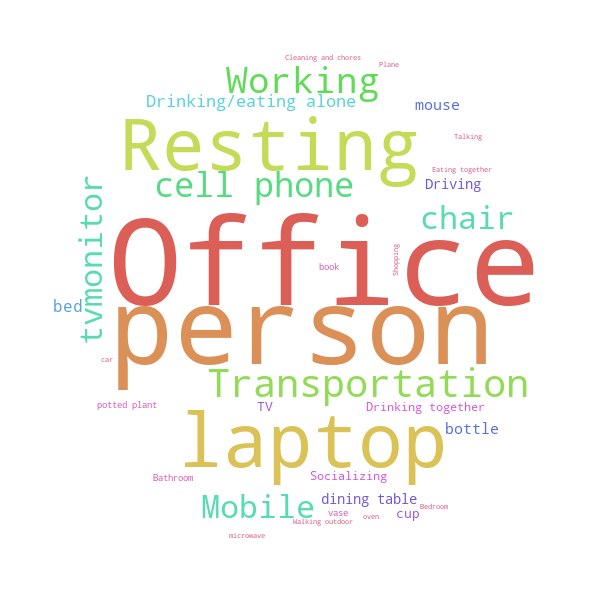 Cleaning and chores
Plane
Working
Drinking/eating alone
mouse
Resting
Talking
Eating together
cell phone
Driving
tvmonitor
chair
Office
Shopping
book
bed
person
car
Transportation
potted plant
TV
Drinking together
laptop
bottle
Bathroom
Socializing
Mobile
dining table
Bedroom
vase
oven
cup
Walking outdoor
microwave